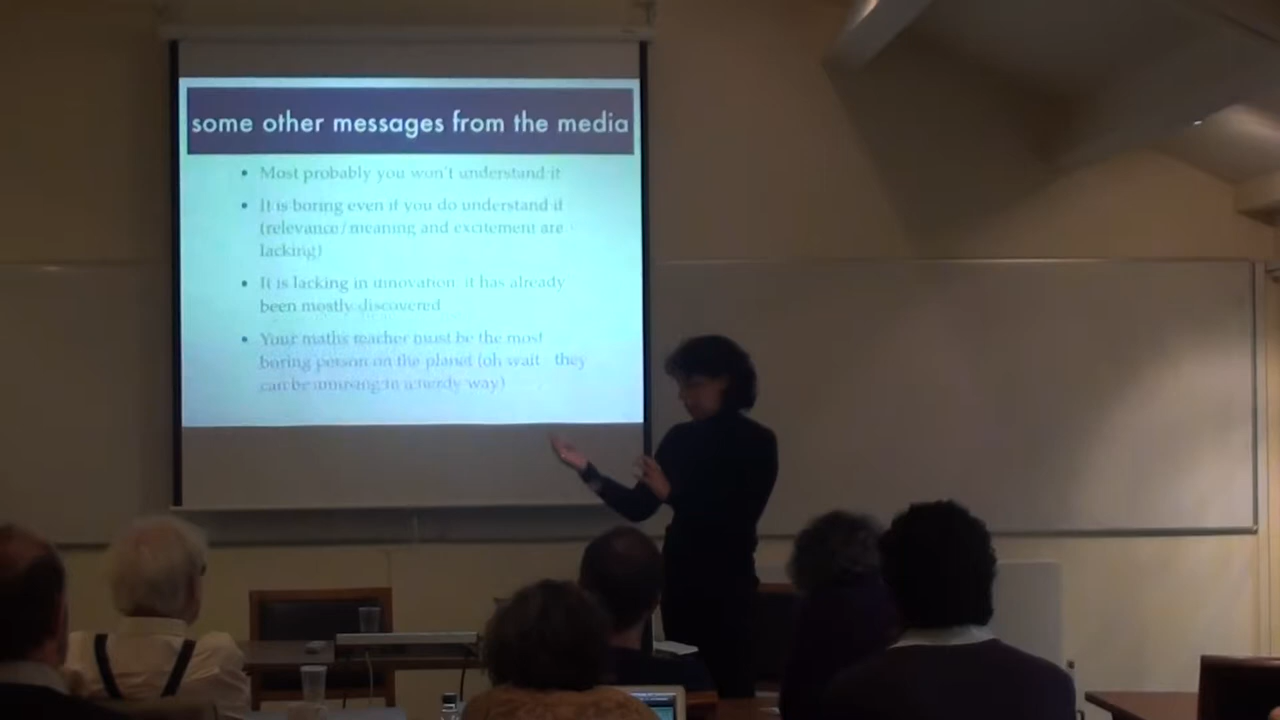 some other messages from the media
• Most probably you won't understand it
• It is boring even if you do understand it
(relevance/meaning and excitement are
lacking)
• It is lacking in innovation it has already
been mostly discovered
• Your maths teacher must be the most
boring person on the planet (oh wait they
can be amusing in a nerdy way)